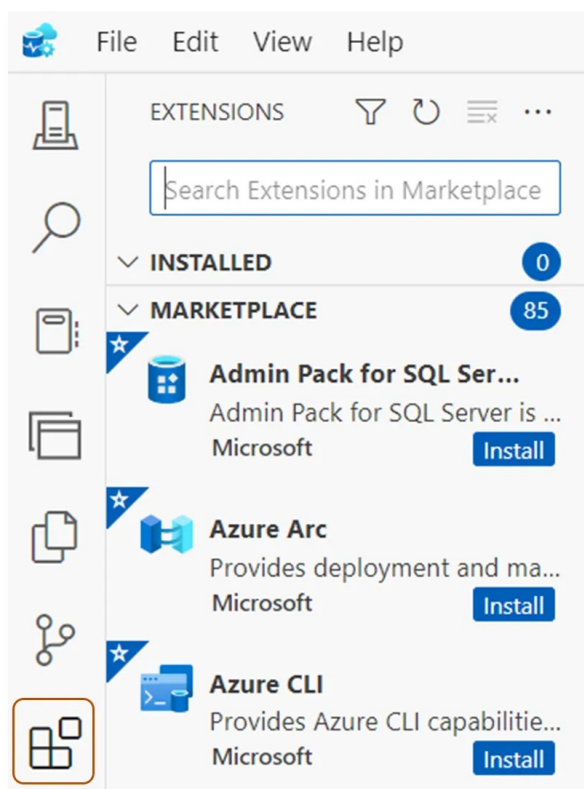 File Edit View Help
EXTENSIONS
Search Extensions in Marketplace
INSTALLED 0
MARKETPLACE 85
Admin Pack for SQL Ser...
Admin Pack for SQL Server is ...
Microsoft Install
Azure Arc
Provides deployment and ma...
Microsoft Install
Azure CLI
Provides Azure CLI capabilitie...
Microsoft Install